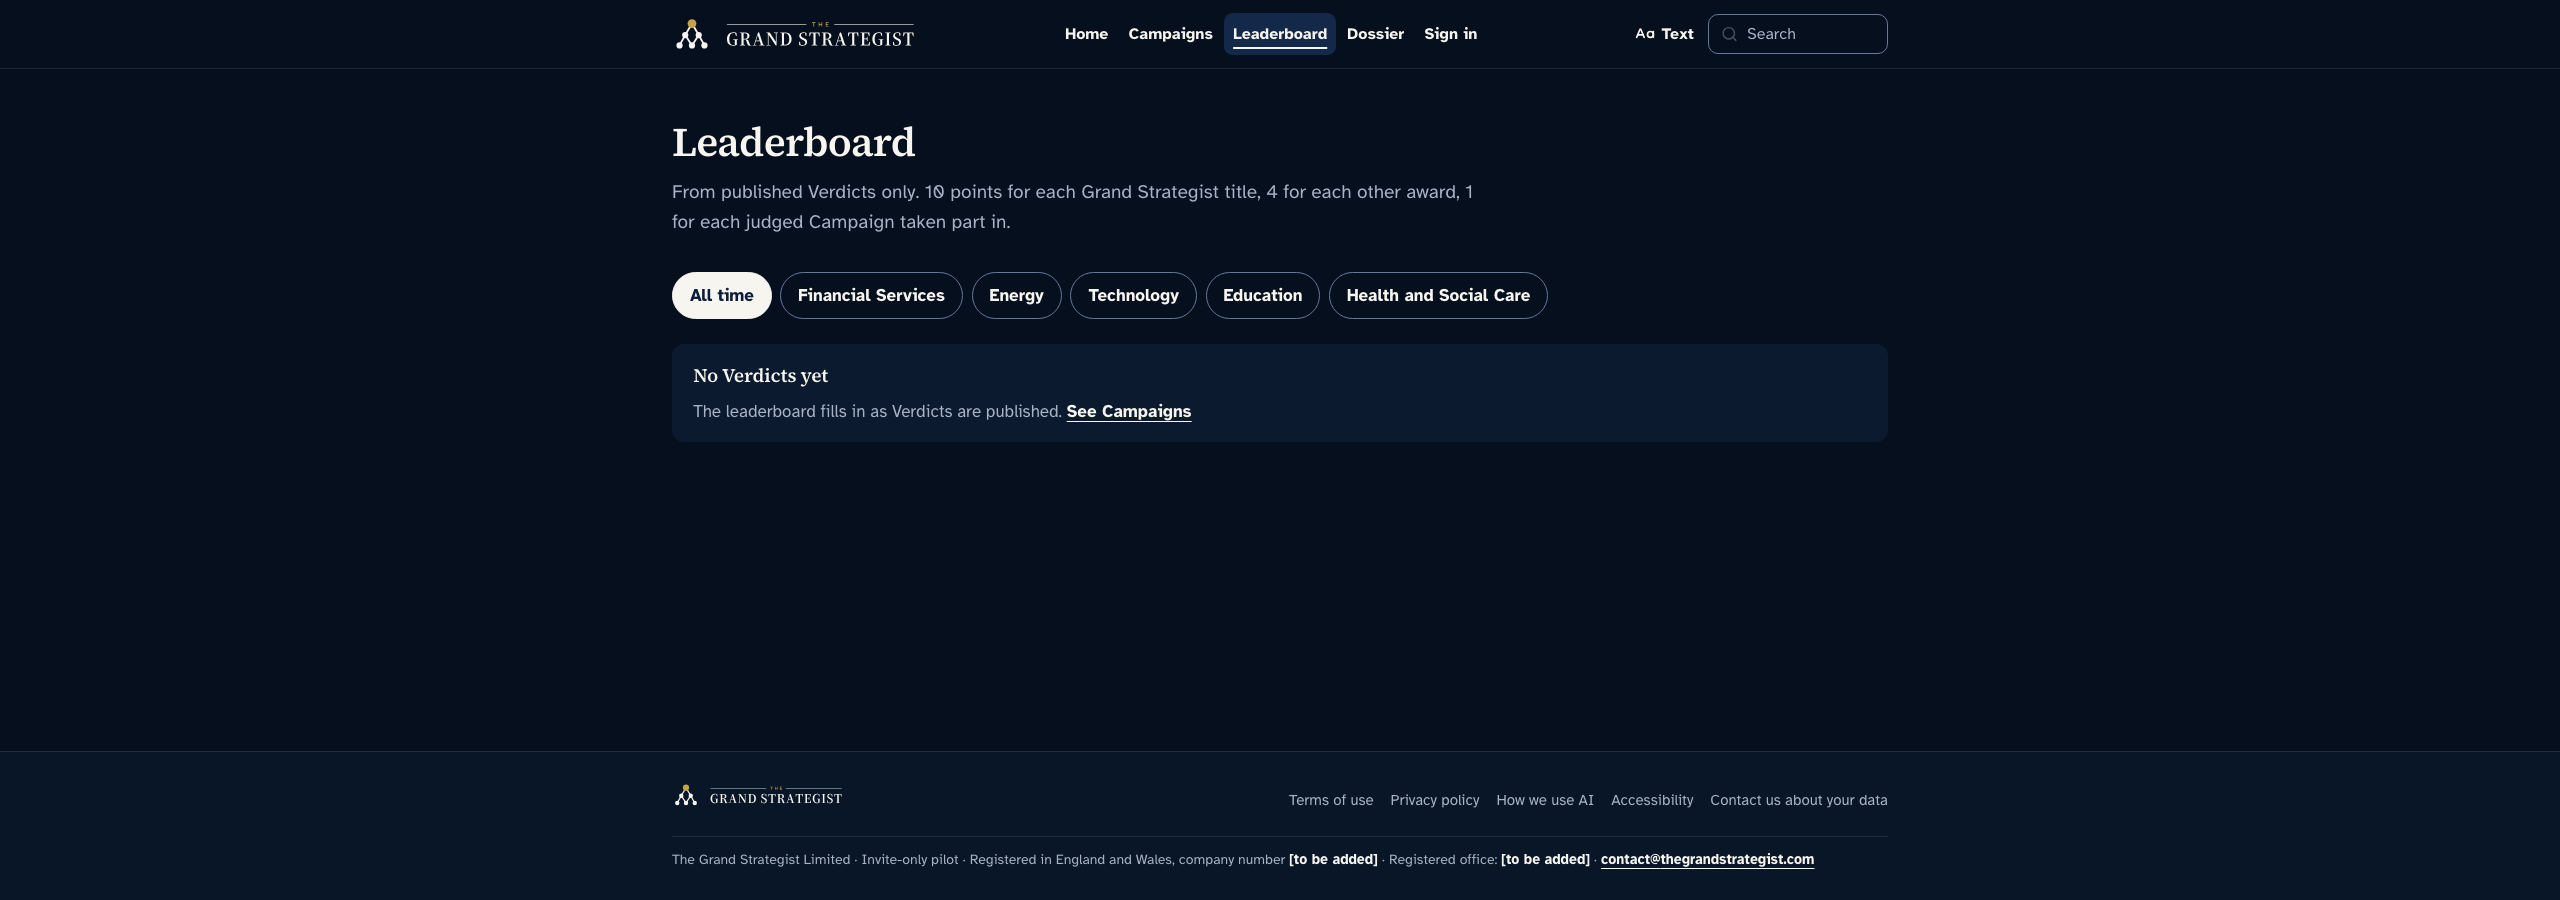 THE
GRAND STRATEGIST
Home
Campaigns
Leaderboard
Dossier
Sign in
Aa Text
Search
Leaderboard
From published Verdicts only. 10 points for each Grand Strategist title, 4 for each other award, 1
for each judged Campaign taken part in.
All time
Financial Services
Energy
Technology
Education
Health and Social Care
No Verdicts yet
The leaderboard fills in as Verdicts are published. See Campaigns
THE
GRAND STRATEGIST
Terms of use
Privacy policy
How we use AI
Accessibility
Contact us about your data
The Grand Strategist Limited · Invite-only pilot · Registered in England and Wales, company number [to be added] · Registered office: [to be added] · contact@thegrandstrategist.com